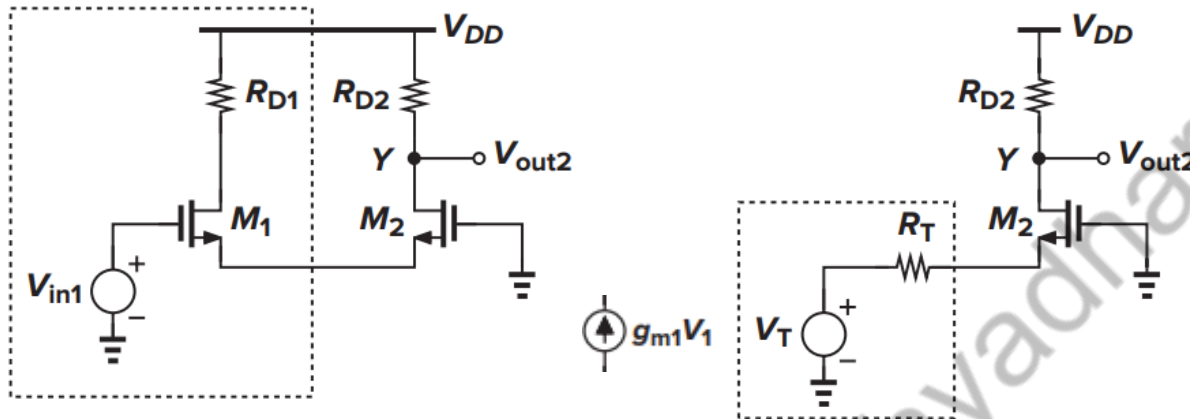 V_DD
R_D1
R_D2
Y
V_out2
M_1
M_2
V_in1
+
−
g_m1V_1
V_DD
R_D2
Y
V_out2
M_2
R_T
V_T
+
−